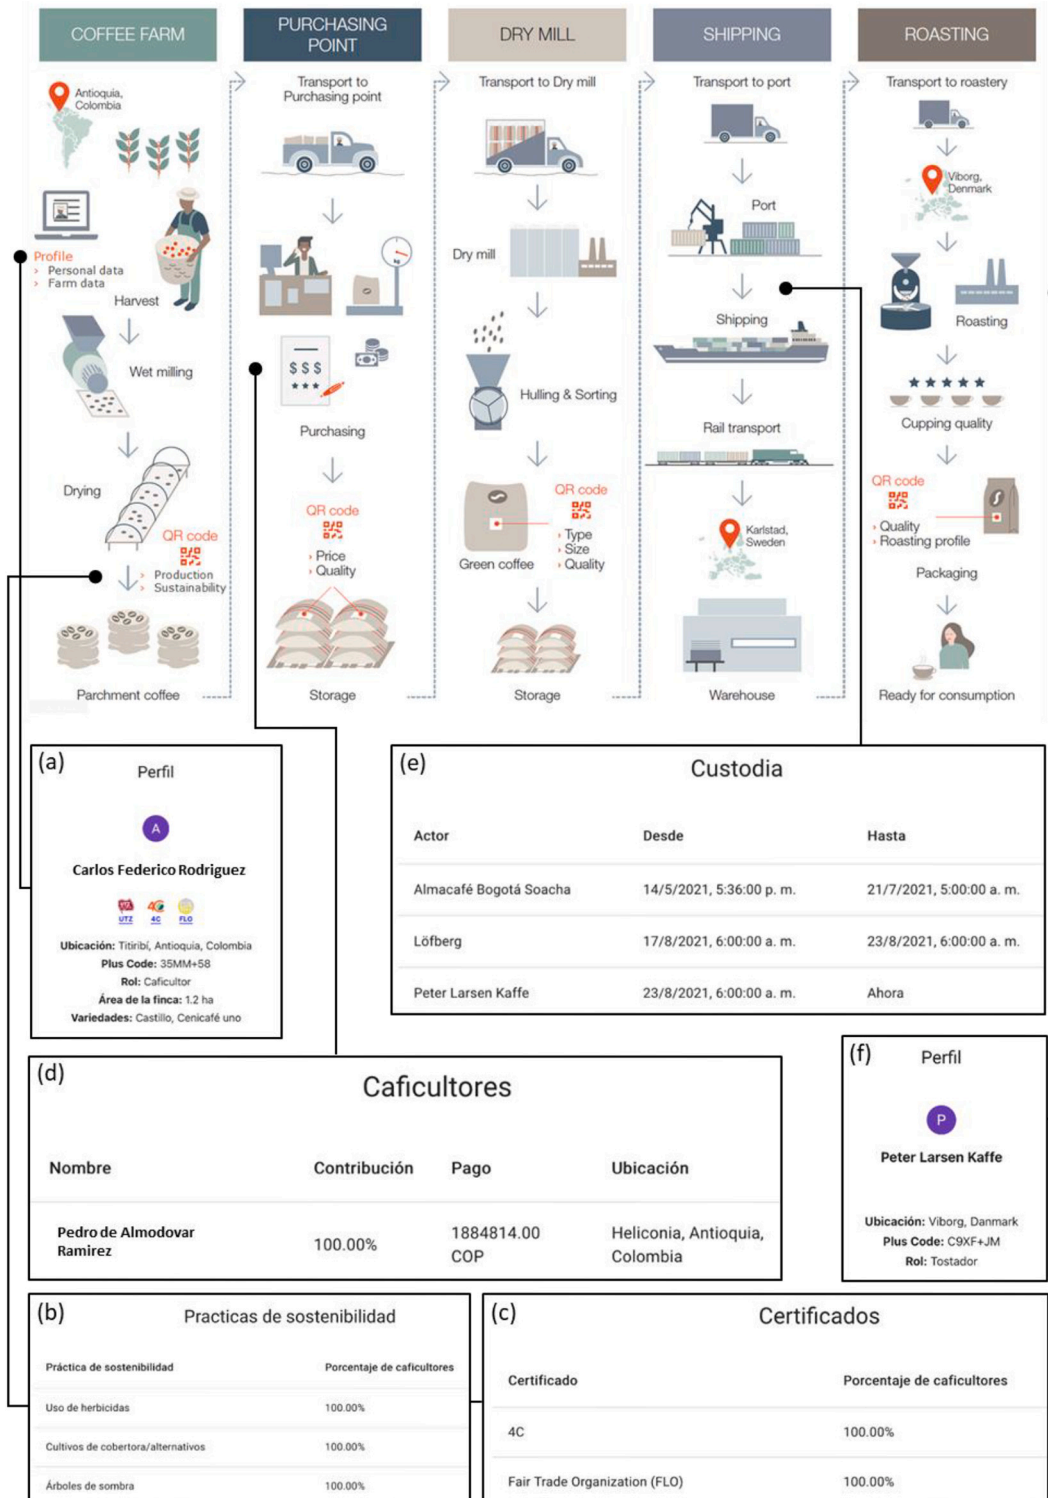 COFFEE FARM
Antioquia,
Colombia
Profile
› Personal data
› Farm data
Harvest
Wet milling
Drying
QR code
› Production
› Sustainability
Parchment coffee
PURCHASING
POINT
Transport to
Purchasing point
$ $ $
Purchasing
QR code
› Price
› Quality
Storage
DRY MILL
Transport to Dry mill
Dry mill
Hulling & Sorting
QR code
› Type
› Size
› Quality
Green coffee
Storage
SHIPPING
Transport to port
Port
Shipping
Rail transport
Karlstad,
Sweden
Warehouse
ROASTING
Transport to roastery
Viborg,
Denmark
Roasting
Cupping quality
QR code
› Quality
› Roasting profile
Packaging
Ready for consumption
(a)
Perfil
A
Carlos Federico Rodriguez
UTZ 4C FLO
Ubicación: Titiribí, Antioquia, Colombia
Plus Code: 35MM+58
Rol: Caficultor
Área de la finca: 1.2 ha
Variedades: Castillo, Cenicafé uno
(e)
Custodia
Actor Desde Hasta
Almacafé Bogotá Soacha 14/5/2021, 5:36:00 p. m. 21/7/2021, 5:00:00 a. m.
Löfberg 17/8/2021, 6:00:00 a. m. 23/8/2021, 6:00:00 a. m.
Peter Larsen Kaffe 23/8/2021, 6:00:00 a. m. Ahora
(d)
Caficultores
Nombre Contribución Pago Ubicación
Pedro de Almodovar
Ramirez
100.00%
1884814.00
COP
Heliconia, Antioquia,
Colombia
(f)
Perfil
P
Peter Larsen Kaffe
Ubicación: Viborg, Danmark
Plus Code: C9XF+JM
Rol: Tostador
(b)
Practicas de sostenibilidad
Práctica de sostenibilidad Porcentaje de caficultores
Uso de herbicidas 100.00%
Cultivos de cobertora/alternativos 100.00%
Árboles de sombra 100.00%
(c)
Certificados
Certificado Porcentaje de caficultores
4C 100.00%
Fair Trade Organization (FLO) 100.00%